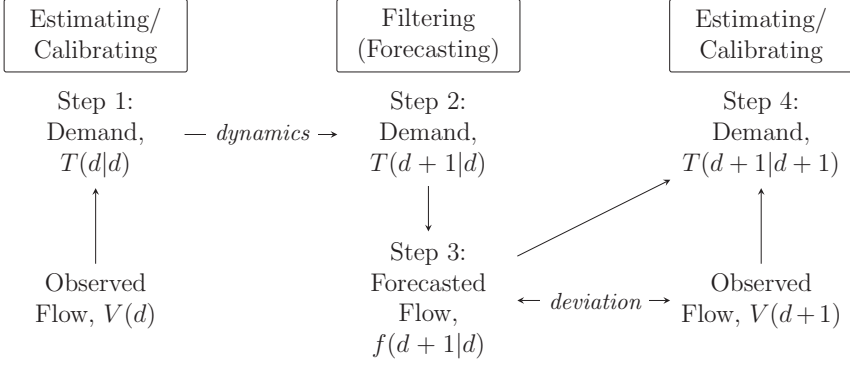 Estimating/
Calibrating
Filtering
(Forecasting)
Estimating/
Calibrating
Step 1:
Demand,
T(d|d)
dynamics
Step 2:
Demand,
T(d + 1|d)
Step 4:
Demand,
T(d + 1|d + 1)
Observed
Flow, V(d)
Step 3:
Forecasted
Flow,
f(d + 1|d)
deviation
Observed
Flow, V(d + 1)